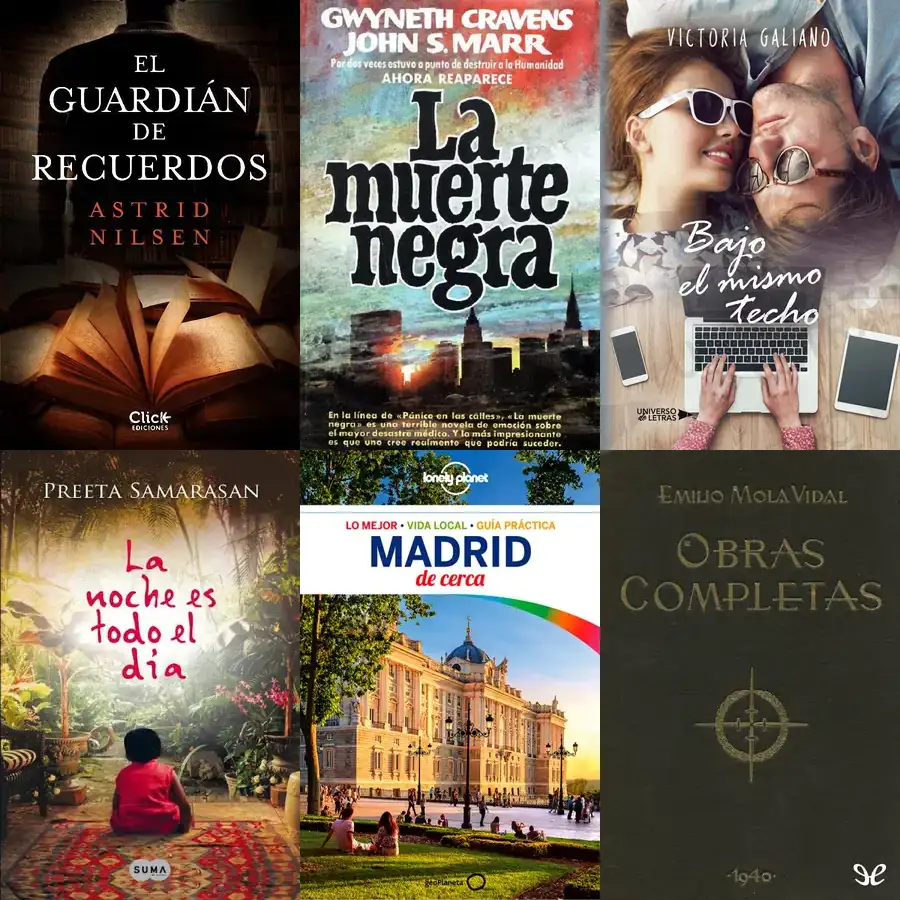 EL
GUARDIÁN
DE
RECUERDOS
ASTRID
NILSEN
Click
EDICIONES
GWYNETH CRAVENS
JOHN S. MARR
Por dos veces estuvo a punto de destruir a la Humanidad
AHORA REAPARECE
La
muerte
negra
En la línea de «Pánico en las calles», «La muerte
negra» es una terrible novela de emoción sobre
el mayor desastre médico. Y lo más impresionante
es que uno cree realmente que podría suceder.
VICTORIA GALIANO
Bajo
el mismo
techo
UNIVERSO
DE LETRAS
PREETA SAMARASAN
La
noche es
todo el
día
SUMA
lonely planet
LO MEJOR • VIDA LOCAL • GUÍA PRÁCTICA
MADRID
de cerca
geoPlaneta
EMILIO MOLA VIDAL
OBRAS
COMPLETAS
-1940-